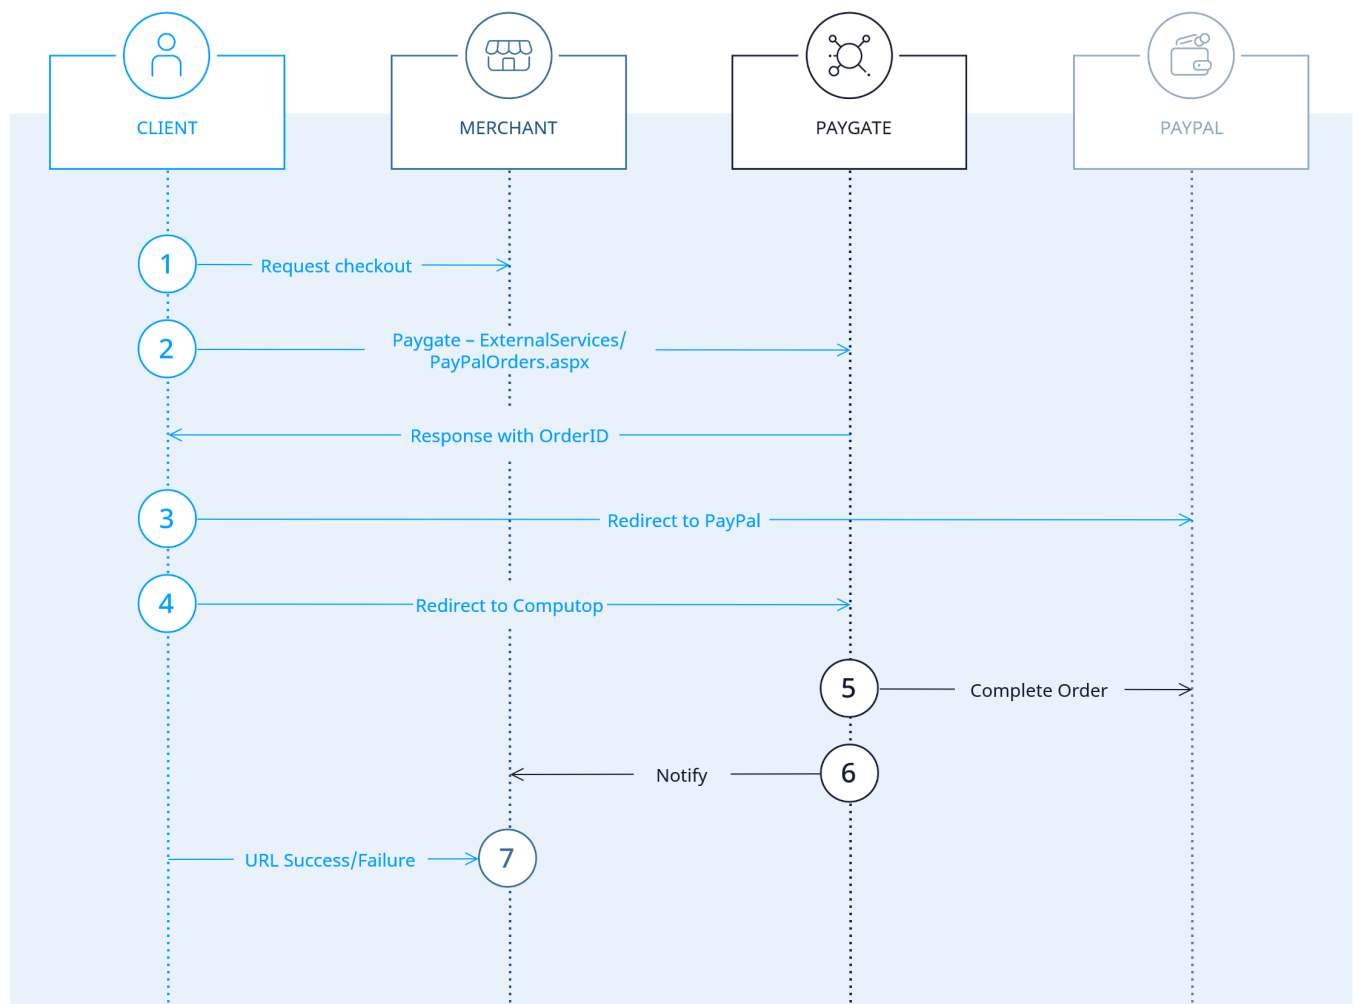 CLIENT
MERCHANT
PAYGATE
PAYPAL
1
Request checkout
2
Paygate – ExternalServices/
PayPalOrders.aspx
Response with OrderID
3
Redirect to PayPal
4
Redirect to Computop
5
Complete Order
Notify
6
URL Success/Failure
7